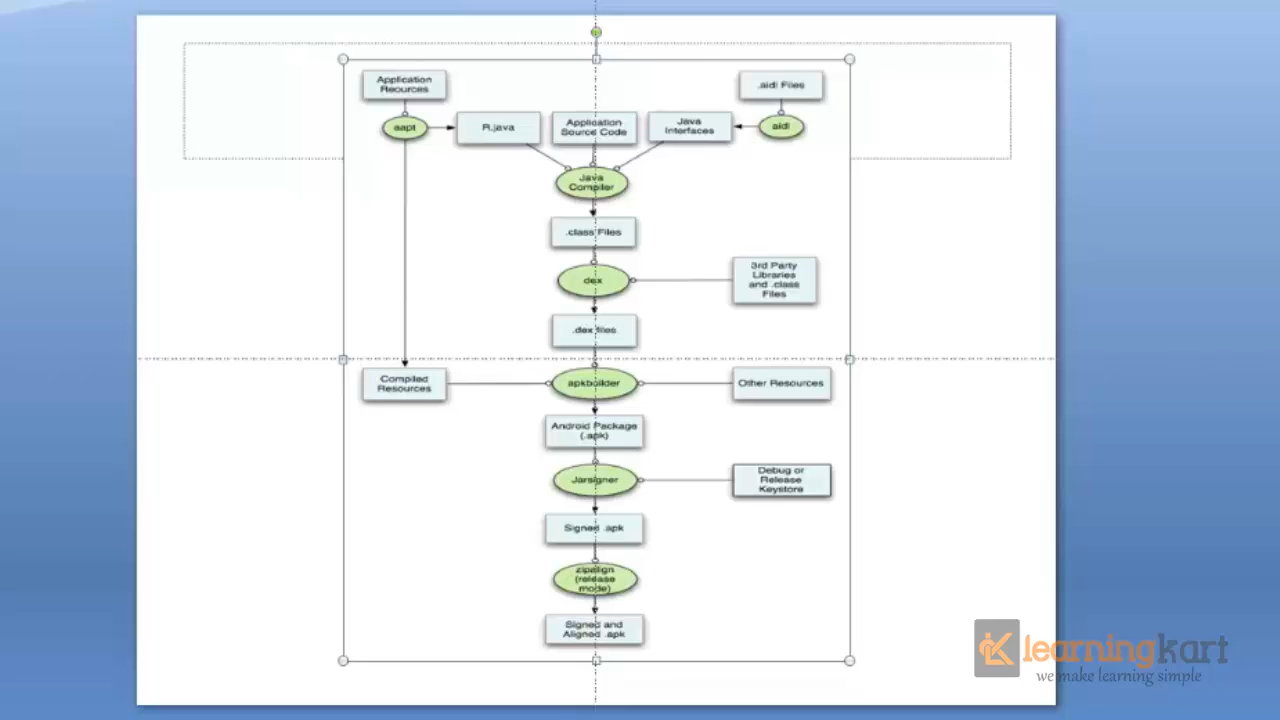 Application
Reources
.aidl Files
aapt
R.java
Application
Source Code
Java
Interfaces
aidl
Java
Compiler
.class Files
dex
3rd Party
Libraries
and .class
Files
.dex files
Compiled
Resources
apkbuilder
Other Resources
Android Package
(.apk)
Jarsigner
Debug or
Release
Keystore
Signed .apk
zipalign
(release
mode)
Signed and
Aligned .apk
learningkart
we make learning simple